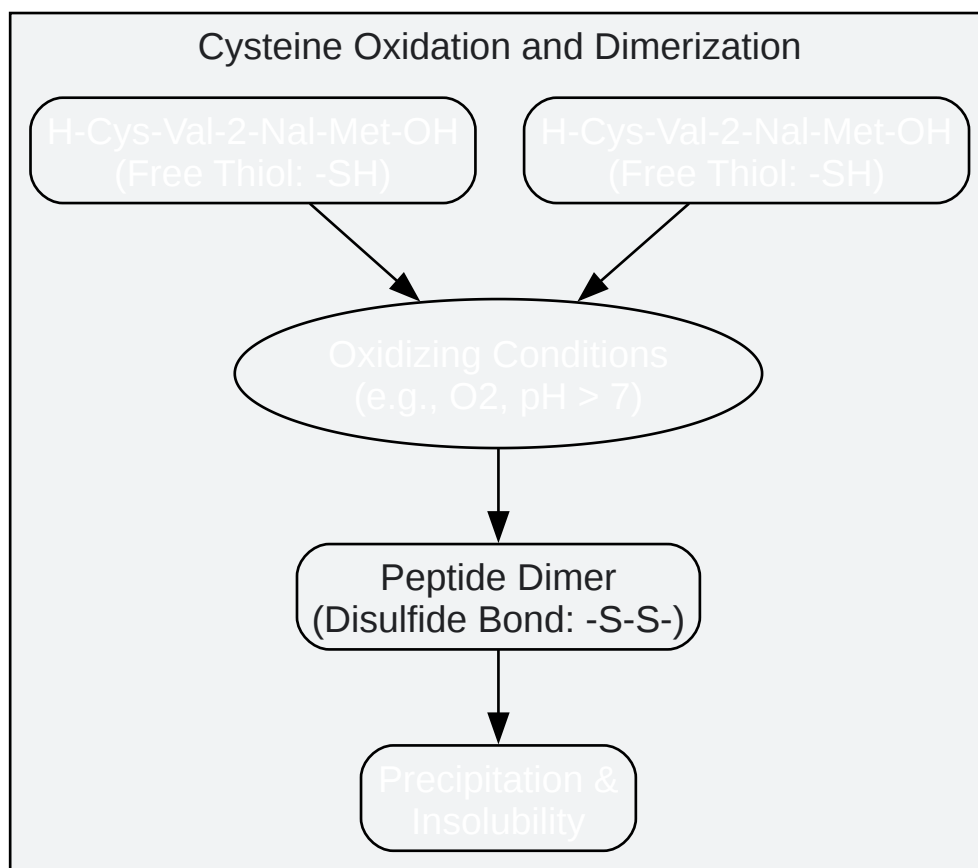 Cysteine Oxidation and Dimerization
H-Cys-Val-2-Nal-Met-OH
(Free Thiol: -SH)
H-Cys-Val-2-Nal-Met-OH
(Free Thiol: -SH)
Oxidizing Conditions
(e.g., O2, pH > 7)
Peptide Dimer
(Disulfide Bond: -S-S-)
Precipitation &
Insolubility